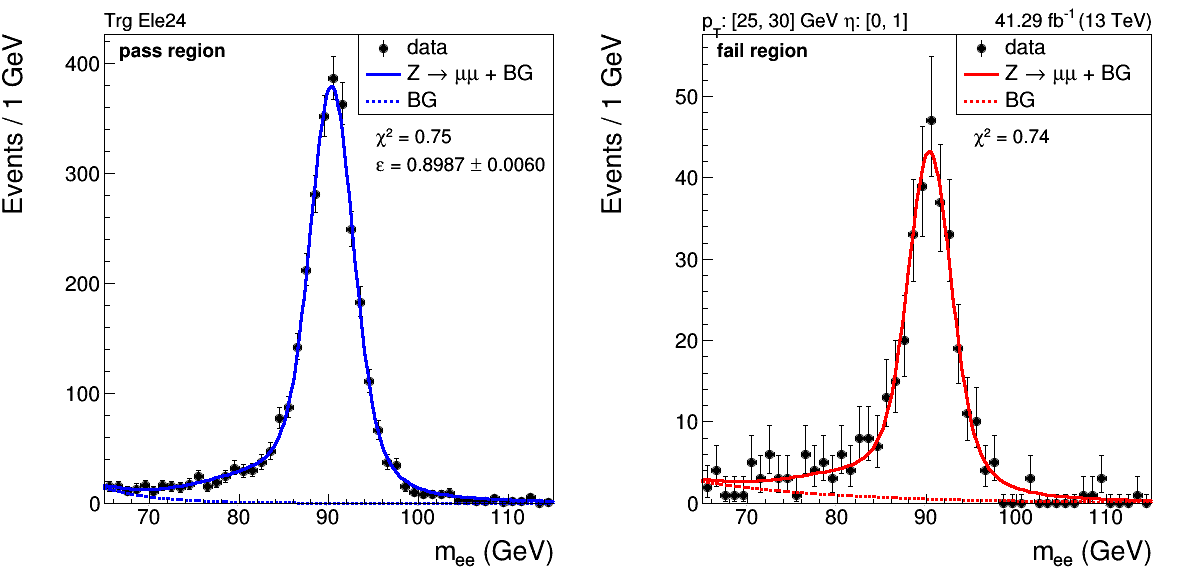 Trg Ele24
pass region
data
Z → μμ + BG
BG
χ² = 0.75
ε = 0.8987 ± 0.0060
Events / 1 GeV
400
300
200
100
0
70 80 90 100 110
m_ee (GeV)
p_T: [25, 30] GeV η: [0, 1] 41.29 fb⁻¹ (13 TeV)
fail region
data
Z → μμ + BG
BG
χ² = 0.74
Events / 1 GeV
50
40
30
20
10
0
70 80 90 100 110
m_ee (GeV)